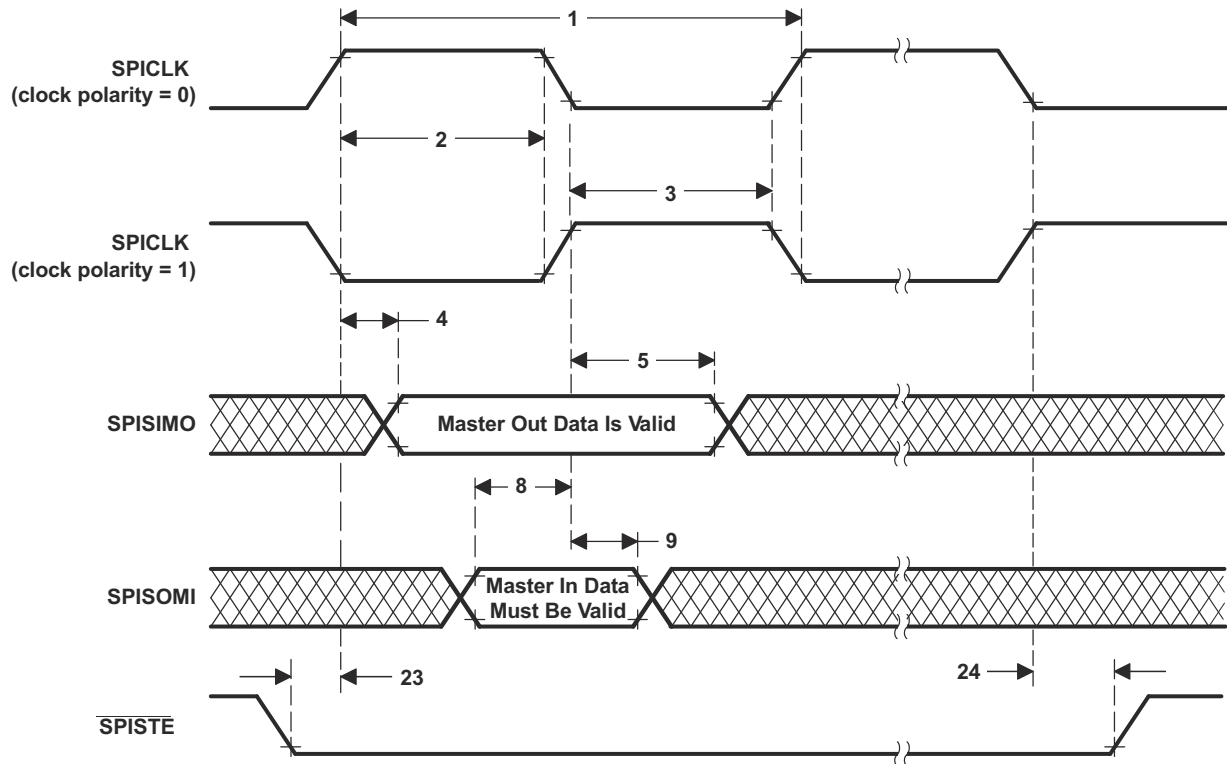 1
SPICLK
(clock polarity = 0)
2
3
SPICLK
(clock polarity = 1)
4
5
SPISIMO
Master Out Data Is Valid
8
9
SPISOMI
Master In Data
Must Be Valid
23
24
SPISTE